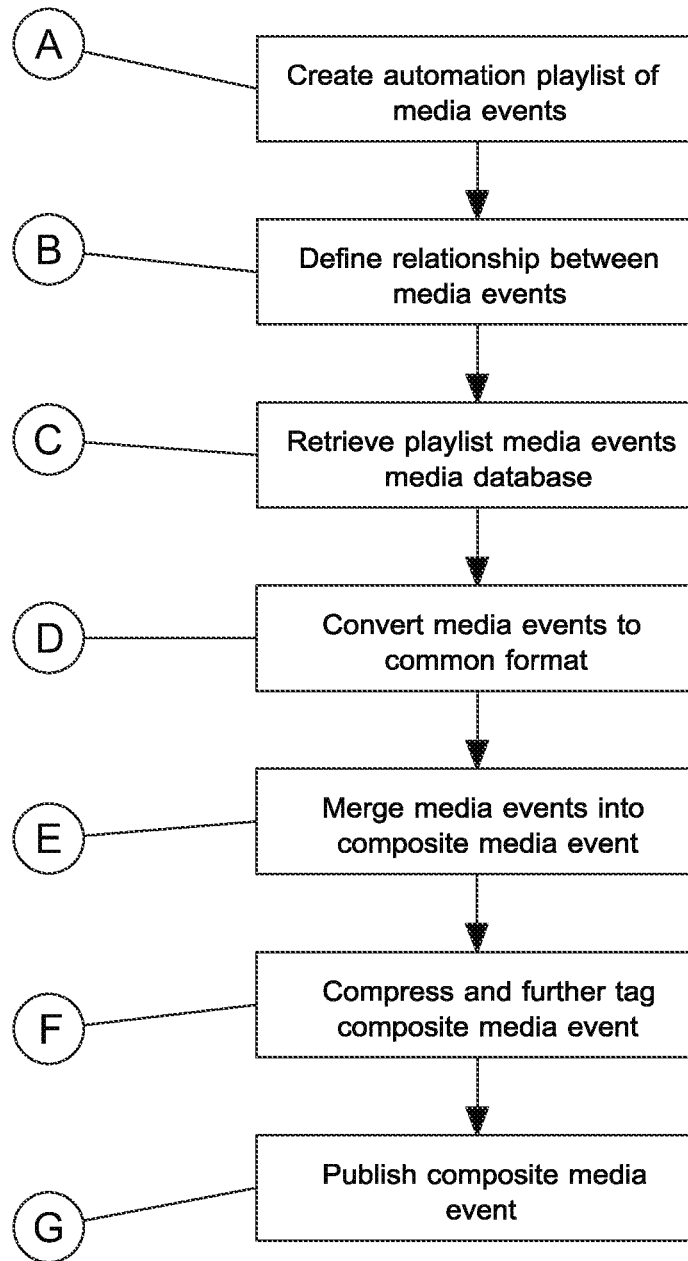 A
Create automation playlist of
media events
B
Define relationship between
media events
C
Retrieve playlist media events
media database
D
Convert media events to
common format
E
Merge media events into
composite media event
F
Compress and further tag
composite media event
G
Publish composite media
event